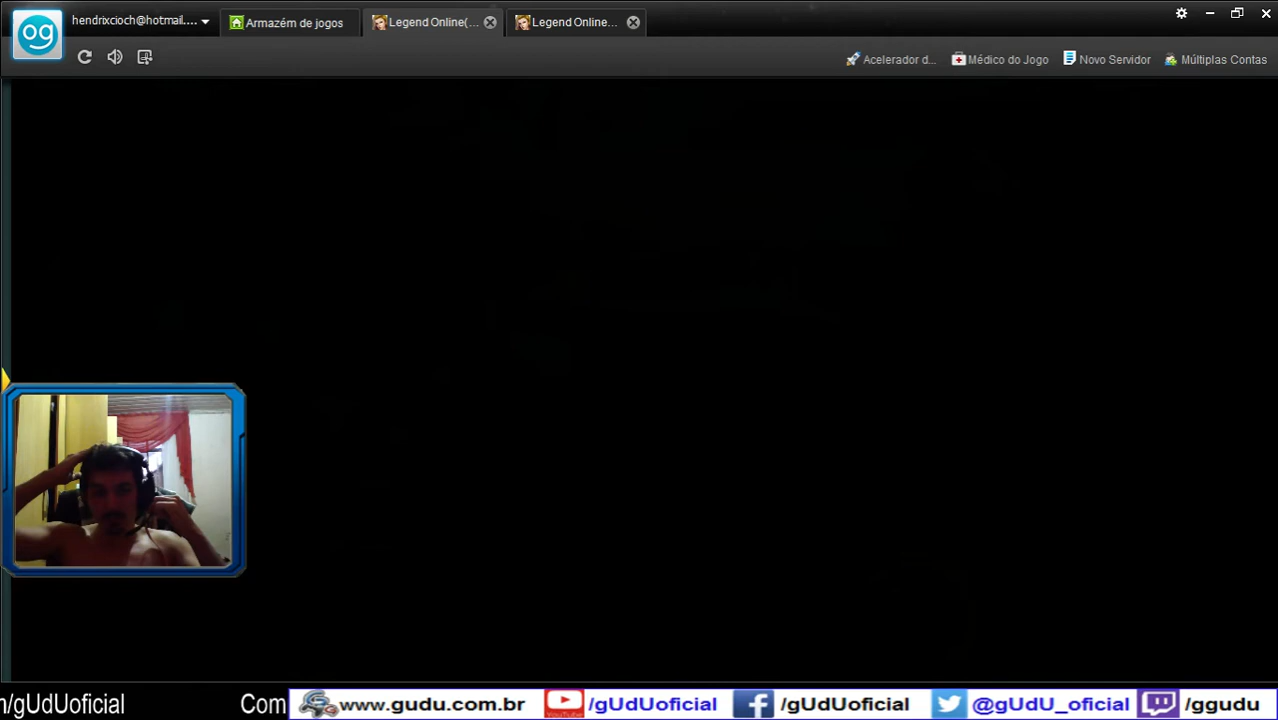 og
hendrixcioch@hotmail....
Armazém de jogos
Legend Online(...
Legend Online...
Acelerador d...
Médico do Jogo
Novo Servidor
Múltiplas Contas
n/gUdUoficial
Com
www.gudu.com.br
YouTube
/gUdUoficial
/gUdUoficial
@gUdU_oficial
/ggudu